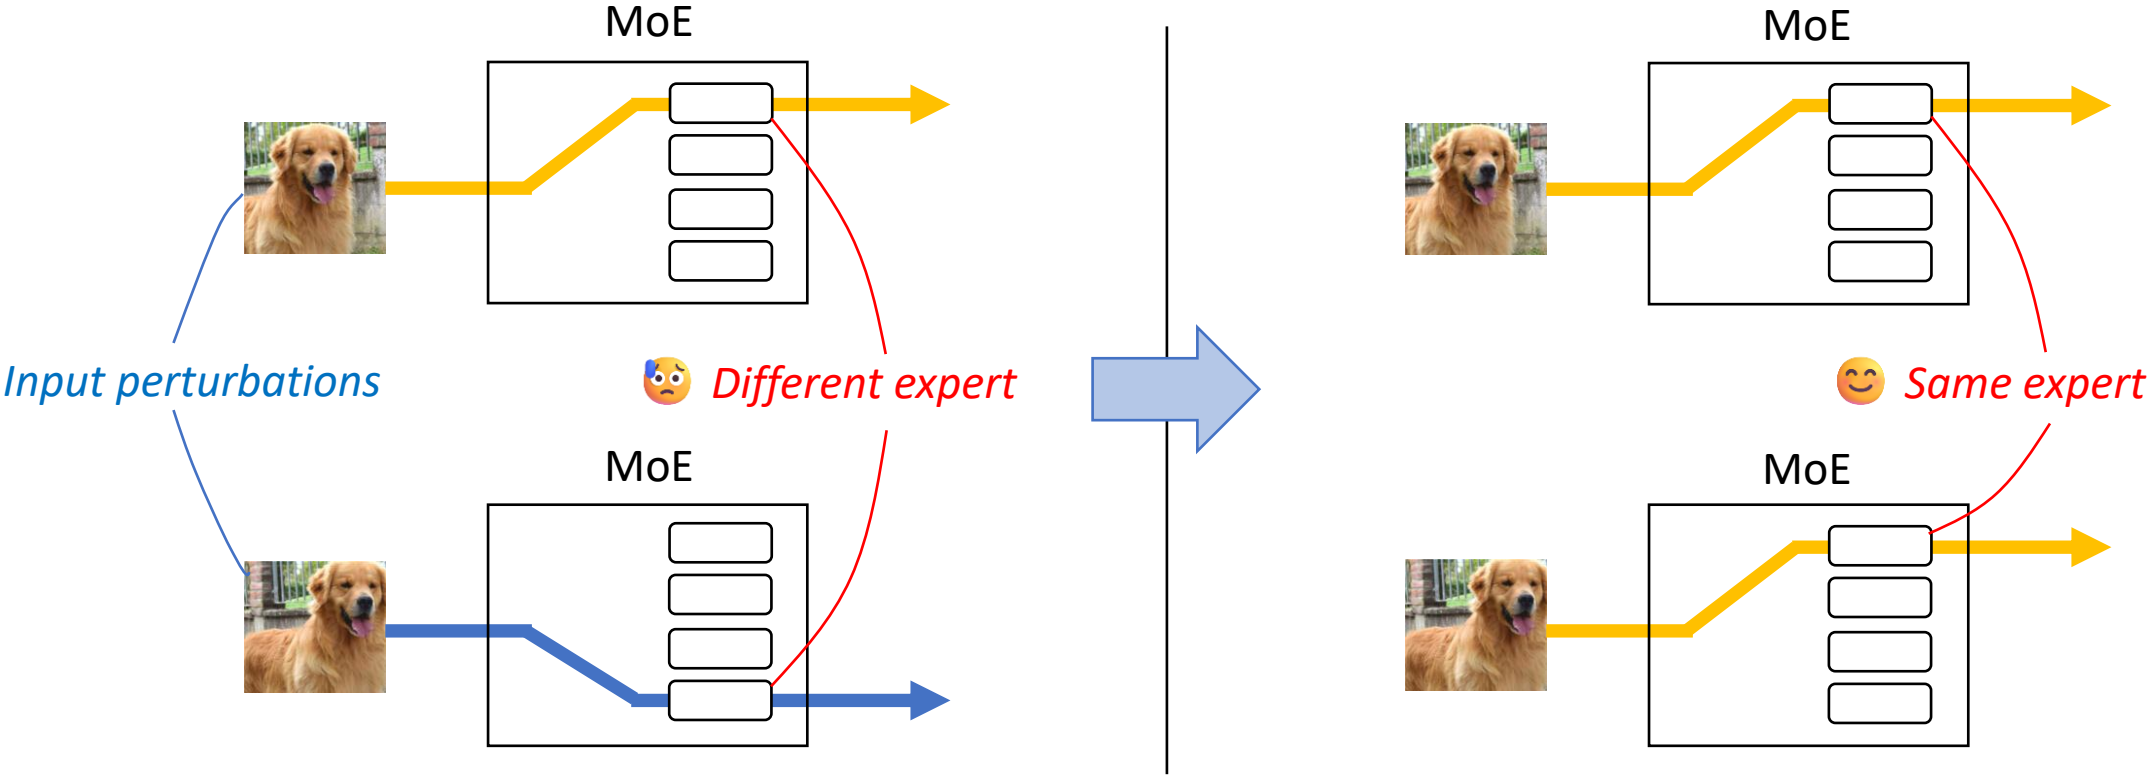 MoE
MoE
Input perturbations
Different expert
Same expert
MoE
MoE